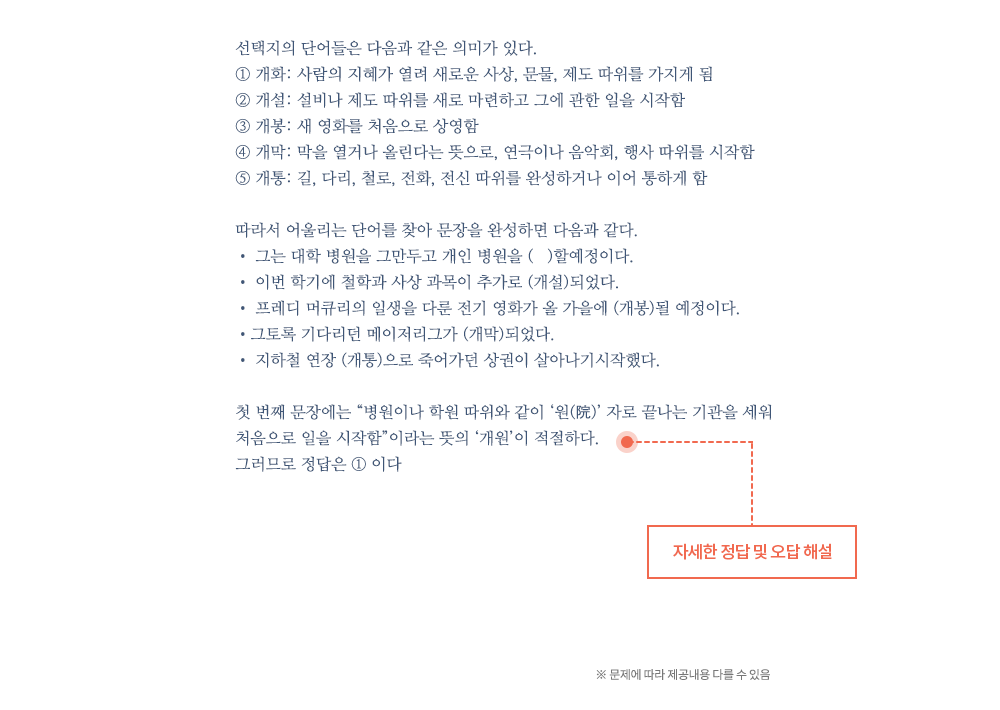 선택지의 단어들은 다음과 같은 의미가 있다.
① 개화: 사람의 지혜가 열려 새로운 사상, 문물, 제도 따위를 가지게 됨
② 개설: 설비나 제도 따위를 새로 마련하고 그에 관한 일을 시작함
③ 개봉: 새 영화를 처음으로 상영함
④ 개막: 막을 열거나 올린다는 뜻으로, 연극이나 음악회, 행사 따위를 시작함
⑤ 개통: 길, 다리, 철로, 전화, 전신 따위를 완성하거나 이어 통하게 함
따라서 어울리는 단어를 찾아 문장을 완성하면 다음과 같다.
• 그는 대학 병원을 그만두고 개인 병원을 (   )할예정이다.
• 이번 학기에 철학과 사상 과목이 추가로 (개설)되었다.
• 프레디 머큐리의 일생을 다룬 전기 영화가 올 가을에 (개봉)될 예정이다.
• 그토록 기다리던 메이저리그가 (개막)되었다.
• 지하철 연장 (개통)으로 죽어가던 상권이 살아나기시작했다.
첫 번째 문장에는 “병원이나 학원 따위와 같이 ‘원(院)’ 자로 끝나는 기관을 세워
처음으로 일을 시작함”이라는 뜻의 ‘개원’이 적절하다.
그러므로 정답은 ① 이다
자세한 정답 및 오답 해설
※ 문제에 따라 제공내용 다를 수 있음